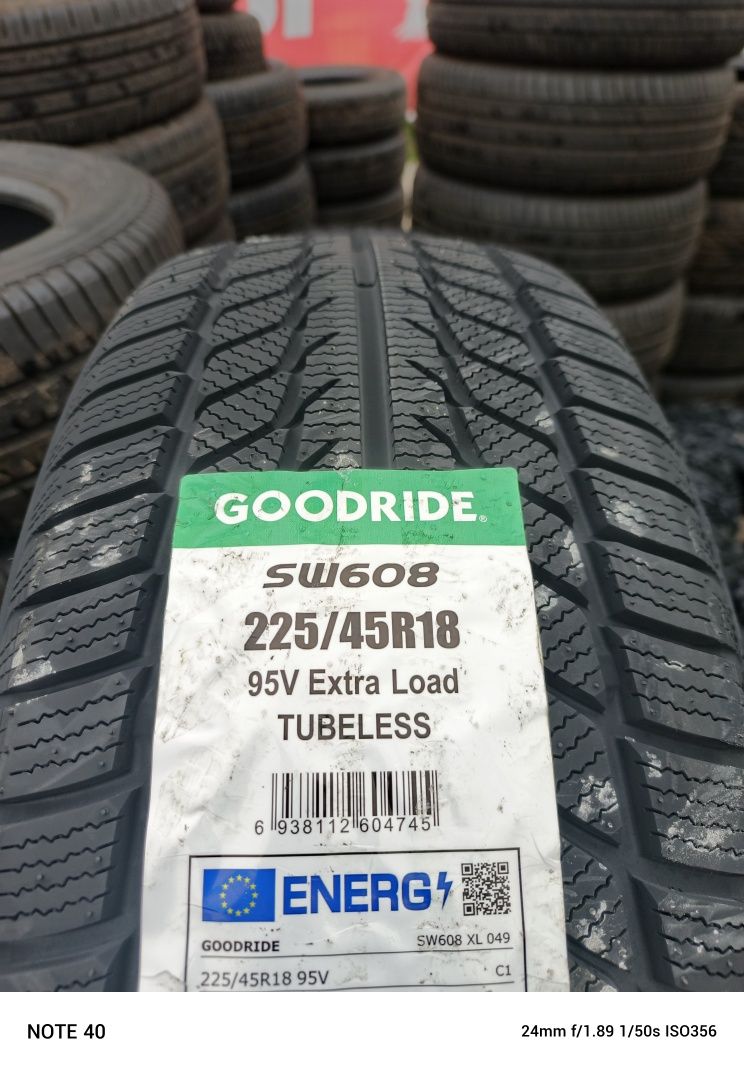 GOODRIDE®
SW608
225/45R18
95V Extra Load
TUBELESS
6 938112 604745
ENERG
GOODRIDE SW608 XL 049
225/45R18 95V C1
NOTE 40 24mm f/1.89 1/50s ISO356